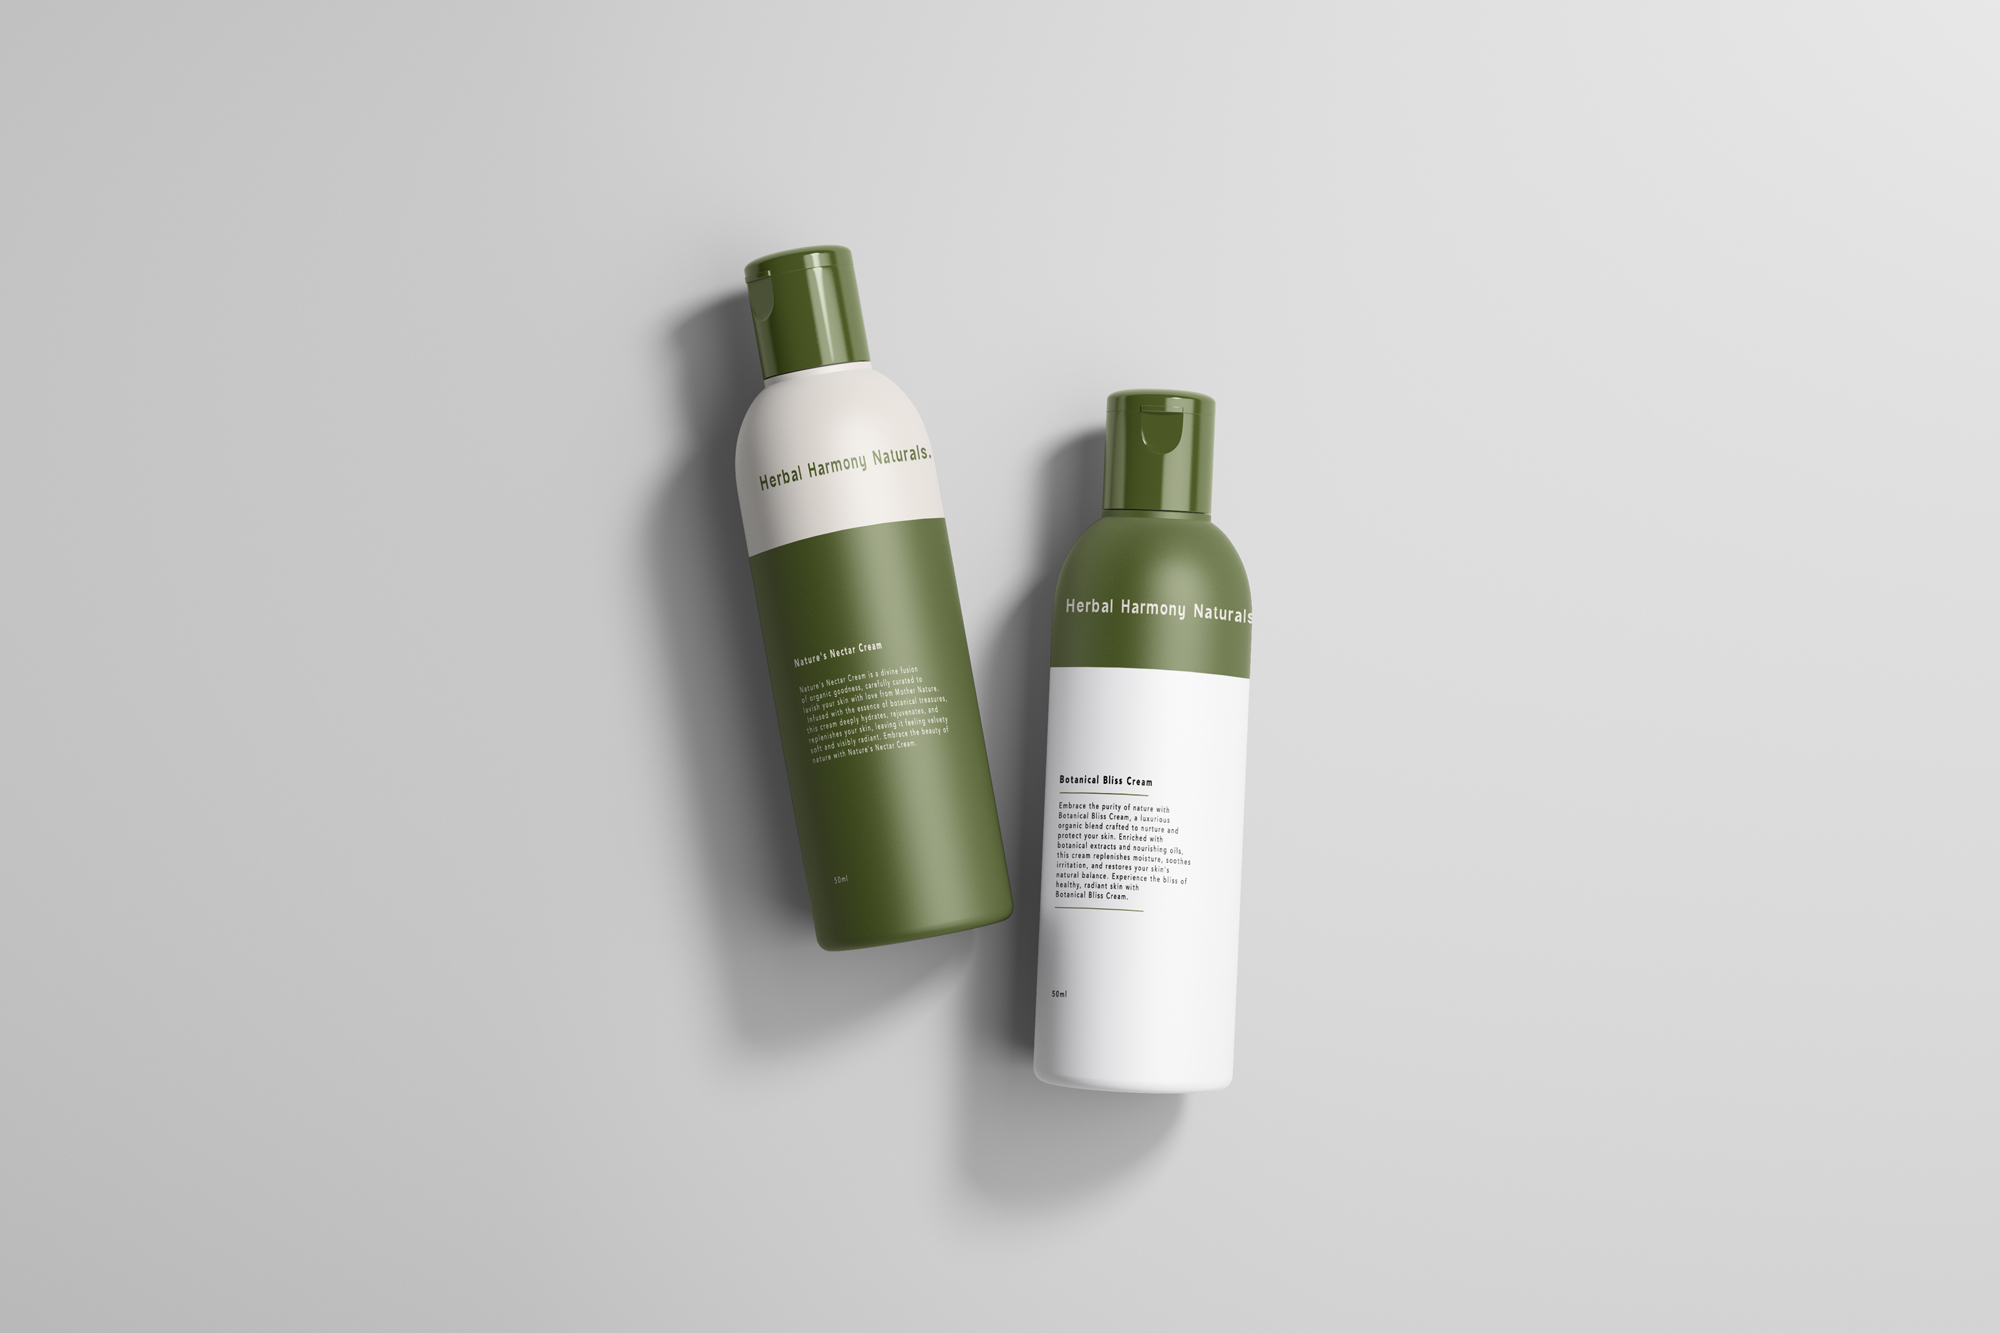 Herbal Harmony Naturals.
Nature's Nectar Cream
Nature's Nectar Cream is a divine fusion
of organic goodness, carefully curated to
lavish your skin with love from Mother Nature.
Infused with the essence of botanical treasures,
this cream deeply hydrates, rejuvenates, and
replenishes your skin, leaving it feeling velvety
soft and visibly radiant. Embrace the beauty of
nature with Nature's Nectar Cream.
50ml
Herbal Harmony Naturals
Botanical Bliss Cream
Embrace the purity of nature with
Botanical Bliss Cream, a luxurious
organic blend crafted to nurture and
protect your skin. Enriched with
botanical extracts and nourishing oils,
this cream replenishes moisture, soothes
irritation, and restores your skin's
natural balance. Experience the bliss of
healthy, radiant skin with
Botanical Bliss Cream.
50ml